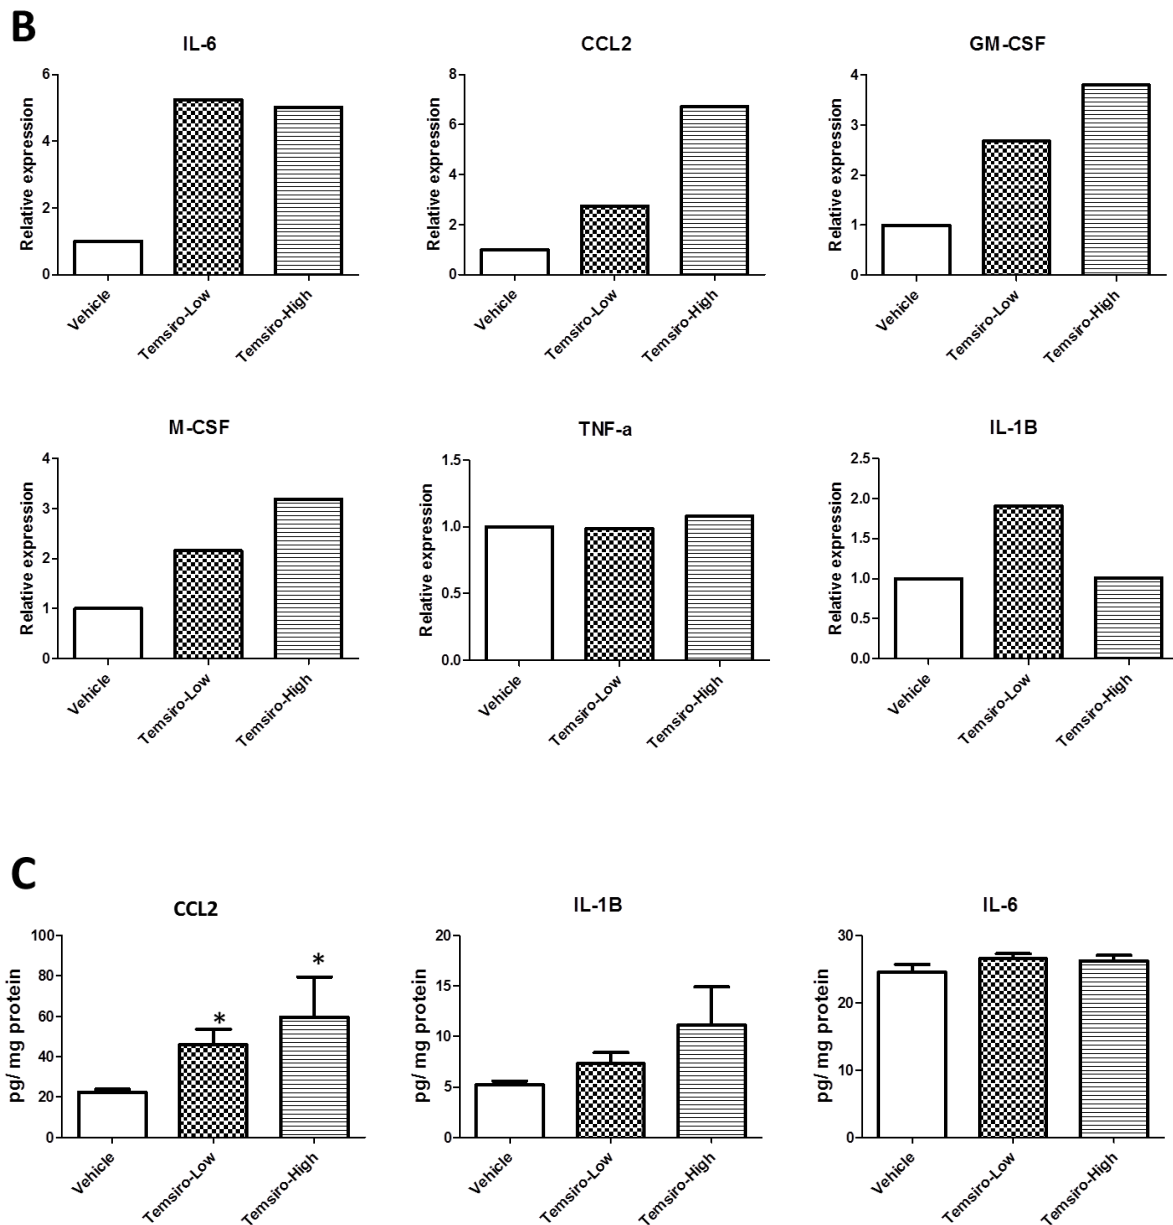 B
IL-6
CCL2
GM-CSF
Relative expression
6
4
2
0
Vehicle
Temsiro-Low
Temsiro-High
Relative expression
8
6
4
2
0
Vehicle
Temsiro-Low
Temsiro-High
Relative expression
4
3
2
1
0
Vehicle
Temsiro-Low
Temsiro-High
M-CSF
TNF-a
IL-1B
Relative expression
4
3
2
1
0
Vehicle
Temsiro-Low
Temsiro-High
Relative expression
1.5
1.0
0.5
0.0
Vehicle
Temsiro-Low
Temsiro-High
Relative expression
2.5
2.0
1.5
1.0
0.5
0.0
Vehicle
Temsiro-Low
Temsiro-High
C
CCL2
IL-1B
IL-6
pg/ mg protein
100
80
60
40
20
0
*
*
Vehicle
Temsiro-Low
Temsiro-High
pg/ mg protein
20
15
10
5
0
Vehicle
Temsiro-Low
Temsiro-High
pg/ mg protein
30
20
10
0
Vehicle
Temsiro-Low
Temsiro-High